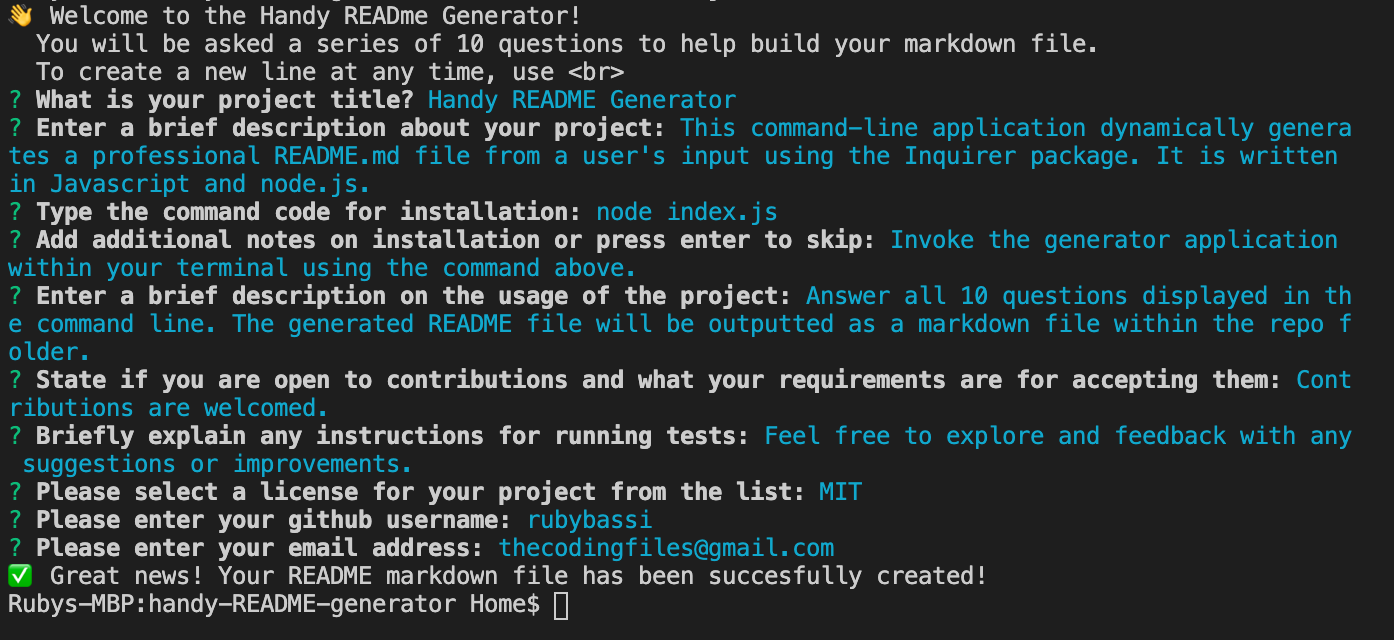 👋 Welcome to the Handy READme Generator!
You will be asked a series of 10 questions to help build your markdown file.
To create a new line at any time, use <br>
? What is your project title? Handy README Generator
? Enter a brief description about your project: This command-line application dynamically genera
tes a professional README.md file from a user's input using the Inquirer package. It is written
in Javascript and node.js.
? Type the command code for installation: node index.js
? Add additional notes on installation or press enter to skip: Invoke the generator application
within your terminal using the command above.
? Enter a brief description on the usage of the project: Answer all 10 questions displayed in th
e command line. The generated README file will be outputted as a markdown file within the repo f
older.
? State if you are open to contributions and what your requirements are for accepting them: Cont
ributions are welcomed.
? Briefly explain any instructions for running tests: Feel free to explore and feedback with any
suggestions or improvements.
? Please select a license for your project from the list: MIT
? Please enter your github username: rubybassi
? Please enter your email address: thecodingfiles@gmail.com
✅ Great news! Your README markdown file has been succesfully created!
Rubys-MBP:handy-README-generator Home$